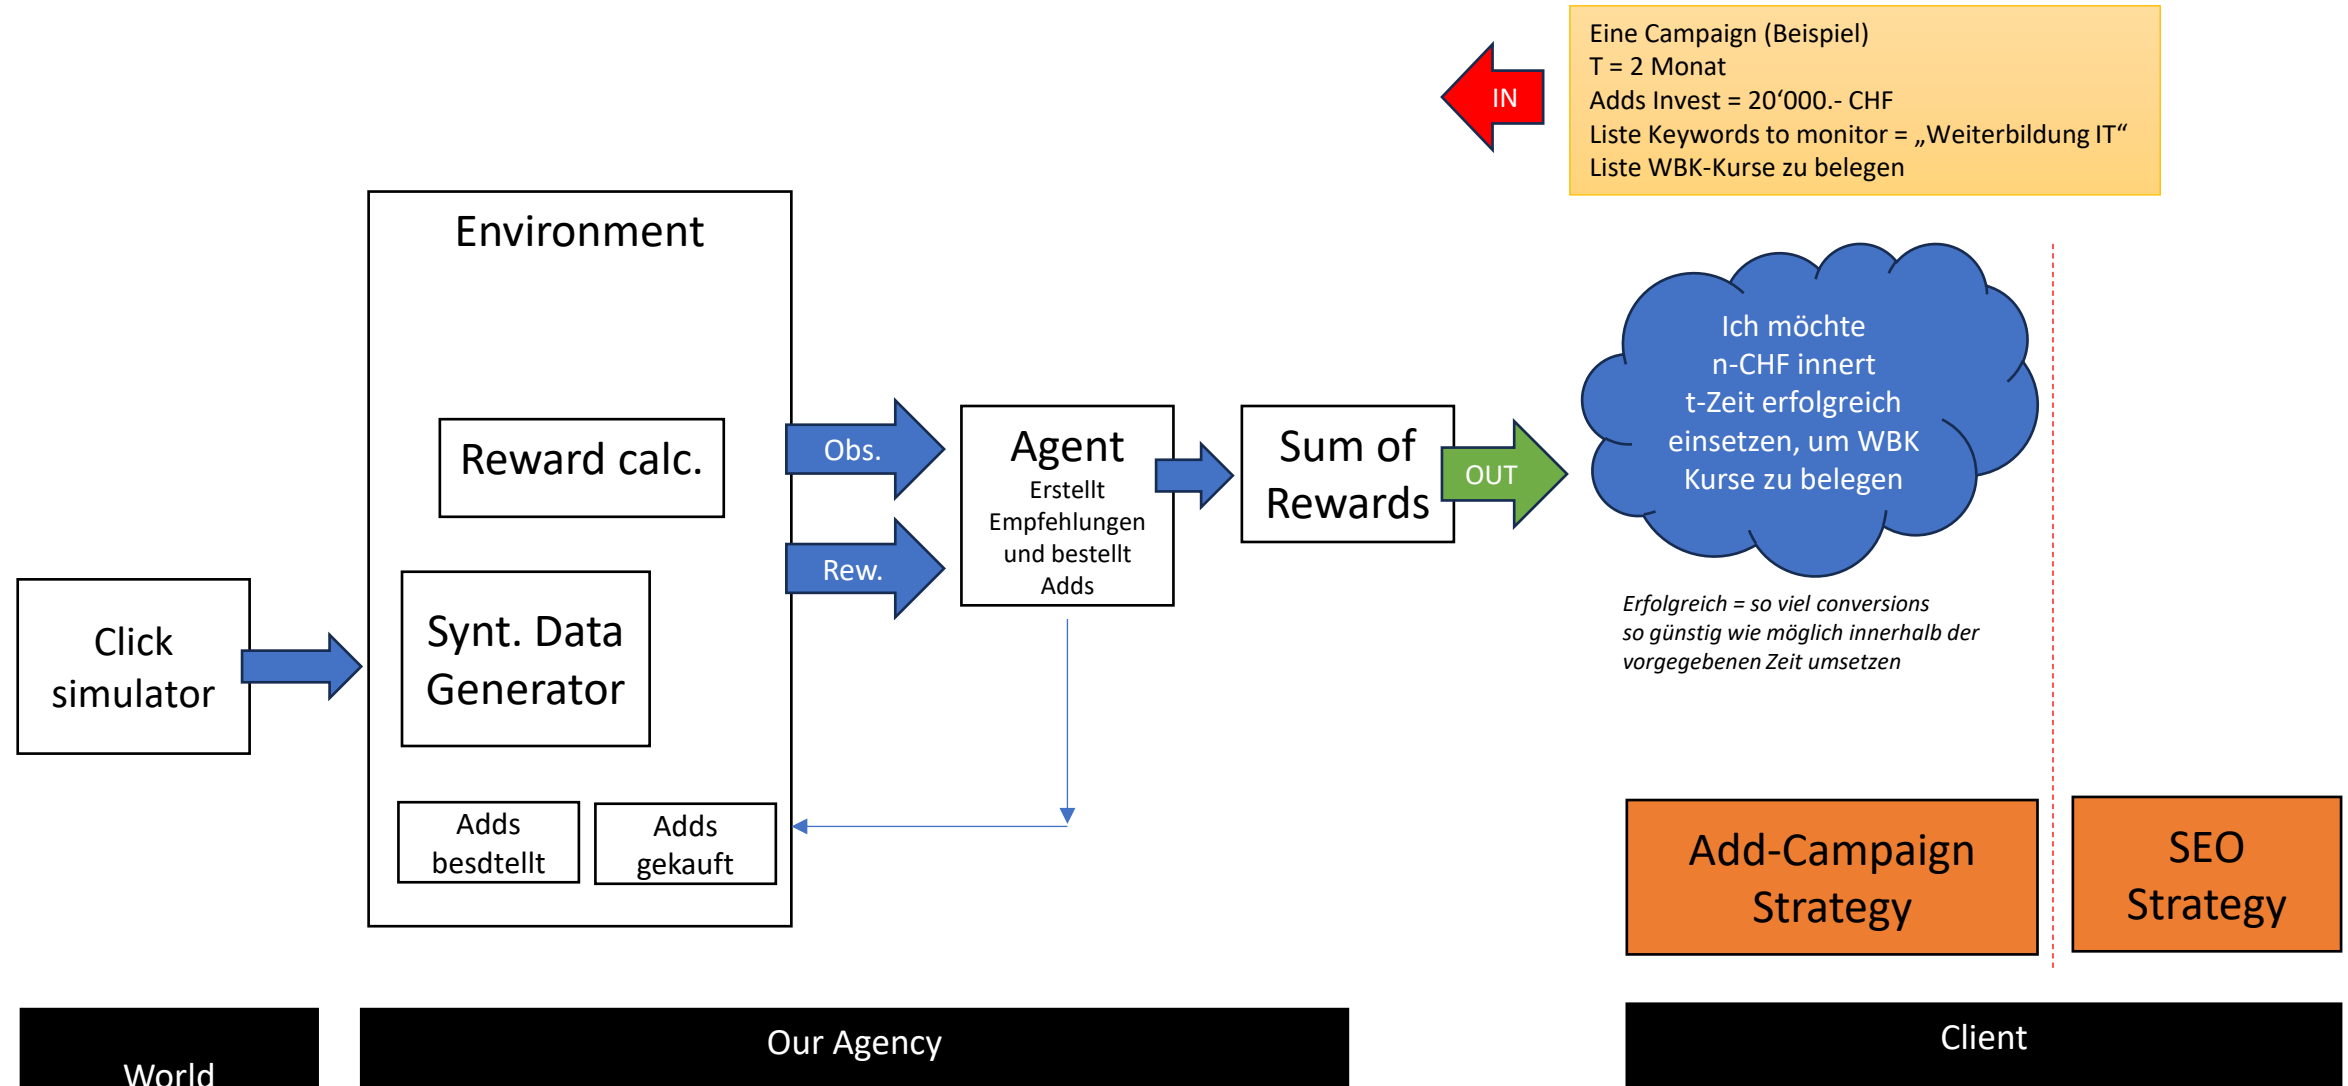 Eine Campaign (Beispiel)
T = 2 Monat
Adds Invest = 20‘000.- CHF
Liste Keywords to monitor = „Weiterbildung IT“
Liste WBK-Kurse zu belegen
IN
Environment
Reward calc.
Synt. Data
Generator
Adds
besdtellt
Adds
gekauft
Click
simulator
Obs.
Rew.
Agent
Erstellt
Empfehlungen
und bestellt
Adds
Sum of
Rewards
OUT
Ich möchte
n-CHF innert
t-Zeit erfolgreich
einsetzen, um WBK
Kurse zu belegen
Erfolgreich = so viel conversions
so günstig wie möglich innerhalb der
vorgegebenen Zeit umsetzen
Add-Campaign
Strategy
SEO
Strategy
World
Our Agency
Client